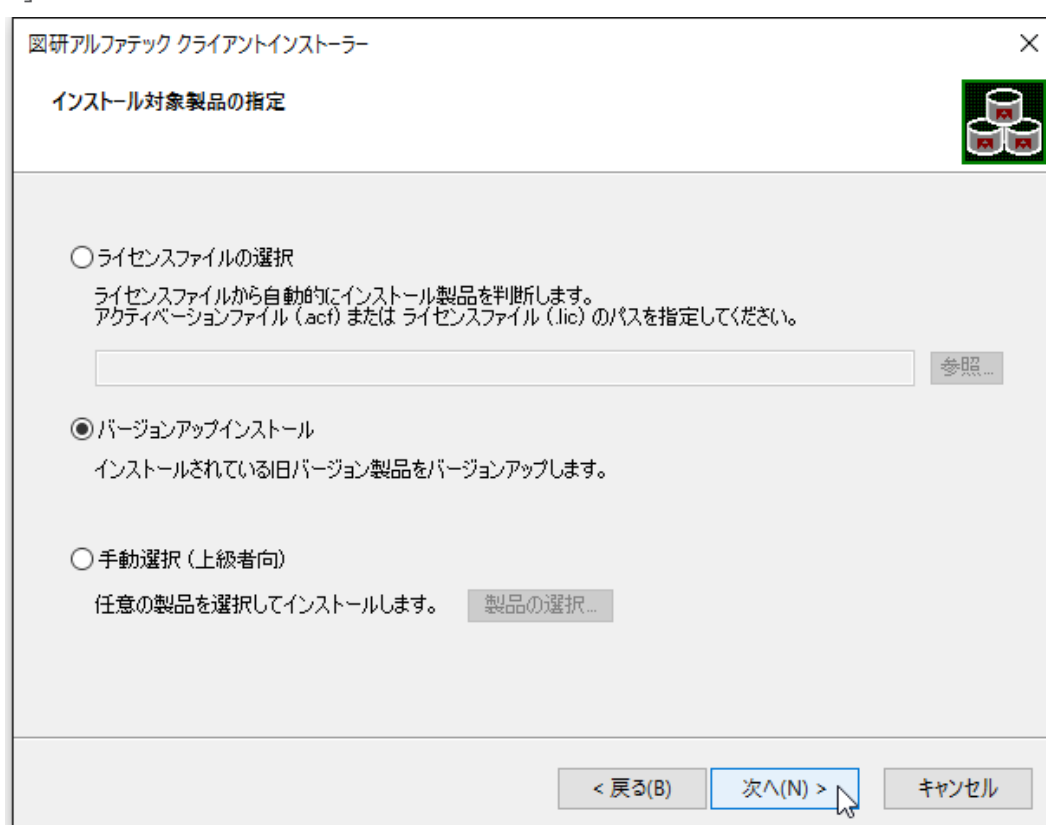 図研アルファテック クライアントインストーラー
インストール対象製品の指定
ライセンスファイルの選択
ライセンスファイルから自動的にインストール製品を判断します。
アクティベーションファイル (.acf) または ライセンスファイル (.lic) のパスを指定してください。
参照...
バージョンアップインストール
インストールされている旧バージョン製品をバージョンアップします。
手動選択 (上級者向)
任意の製品を選択してインストールします。
製品の選択...
< 戻る(B)
次へ(N) >
キャンセル